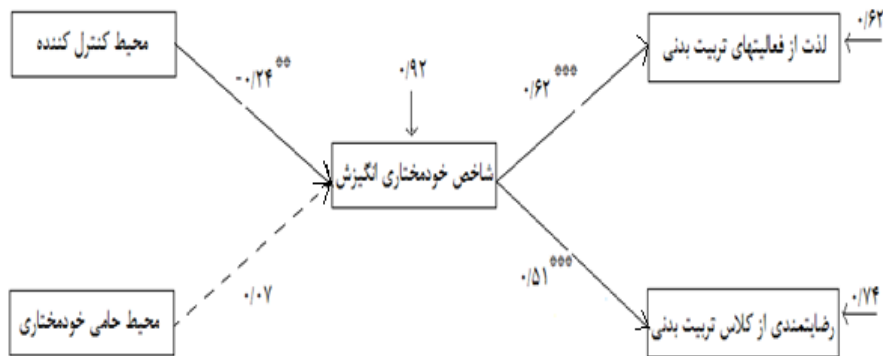 محیط کنترل کننده
-۰/۲۴ **
۰/۹۲
۰/۶۲ ***
لذت از فعالیتهای تربیت بدنی
۰/۶۲
شاخص خودمختاری انگیزش
محیط حامی خودمختاری
۰/۰۷
۰/۵۱ ***
رضایتمندی از کلاس تربیت بدنی
۰/۷۴